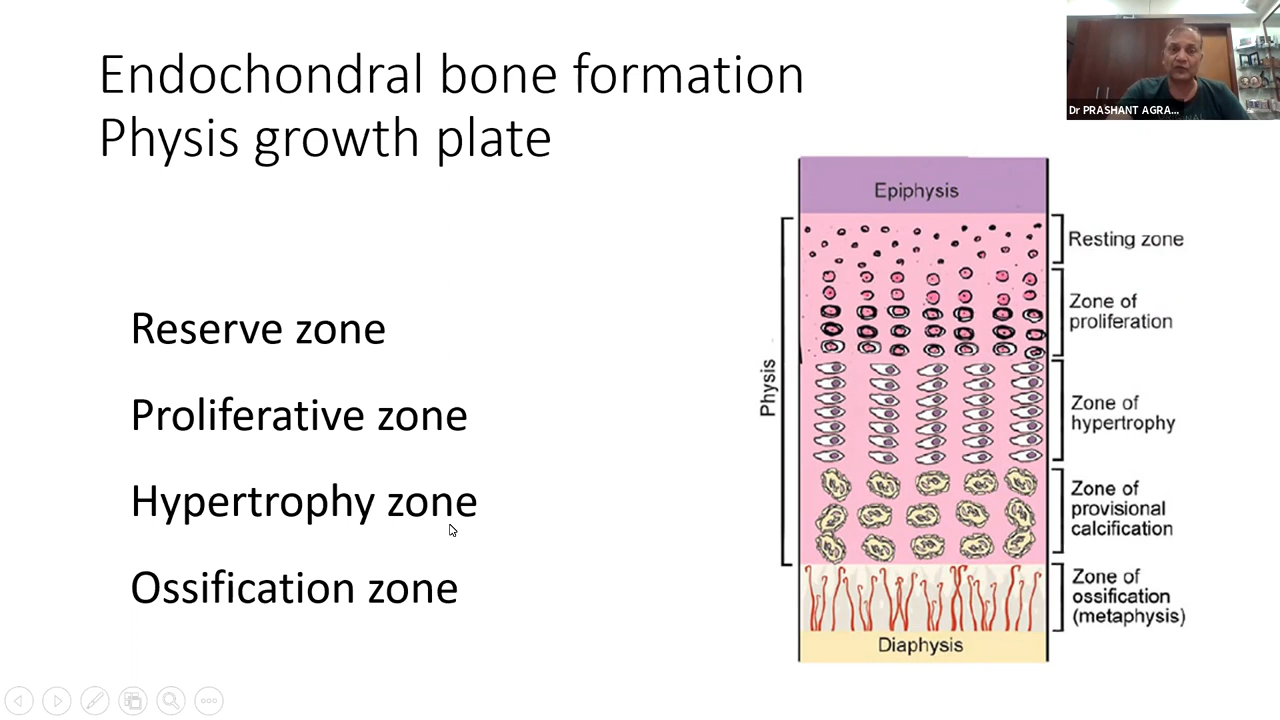 Endochondral bone formation
Physis growth plate
Dr PRASHANT AGRA...
Reserve zone
Proliferative zone
Hypertrophy zone
Ossification zone
Epiphysis
Physis
Resting zone
Zone of
proliferation
Zone of
hypertrophy
Zone of
provisional
calcification
Zone of
ossification
(metaphysis)
Diaphysis